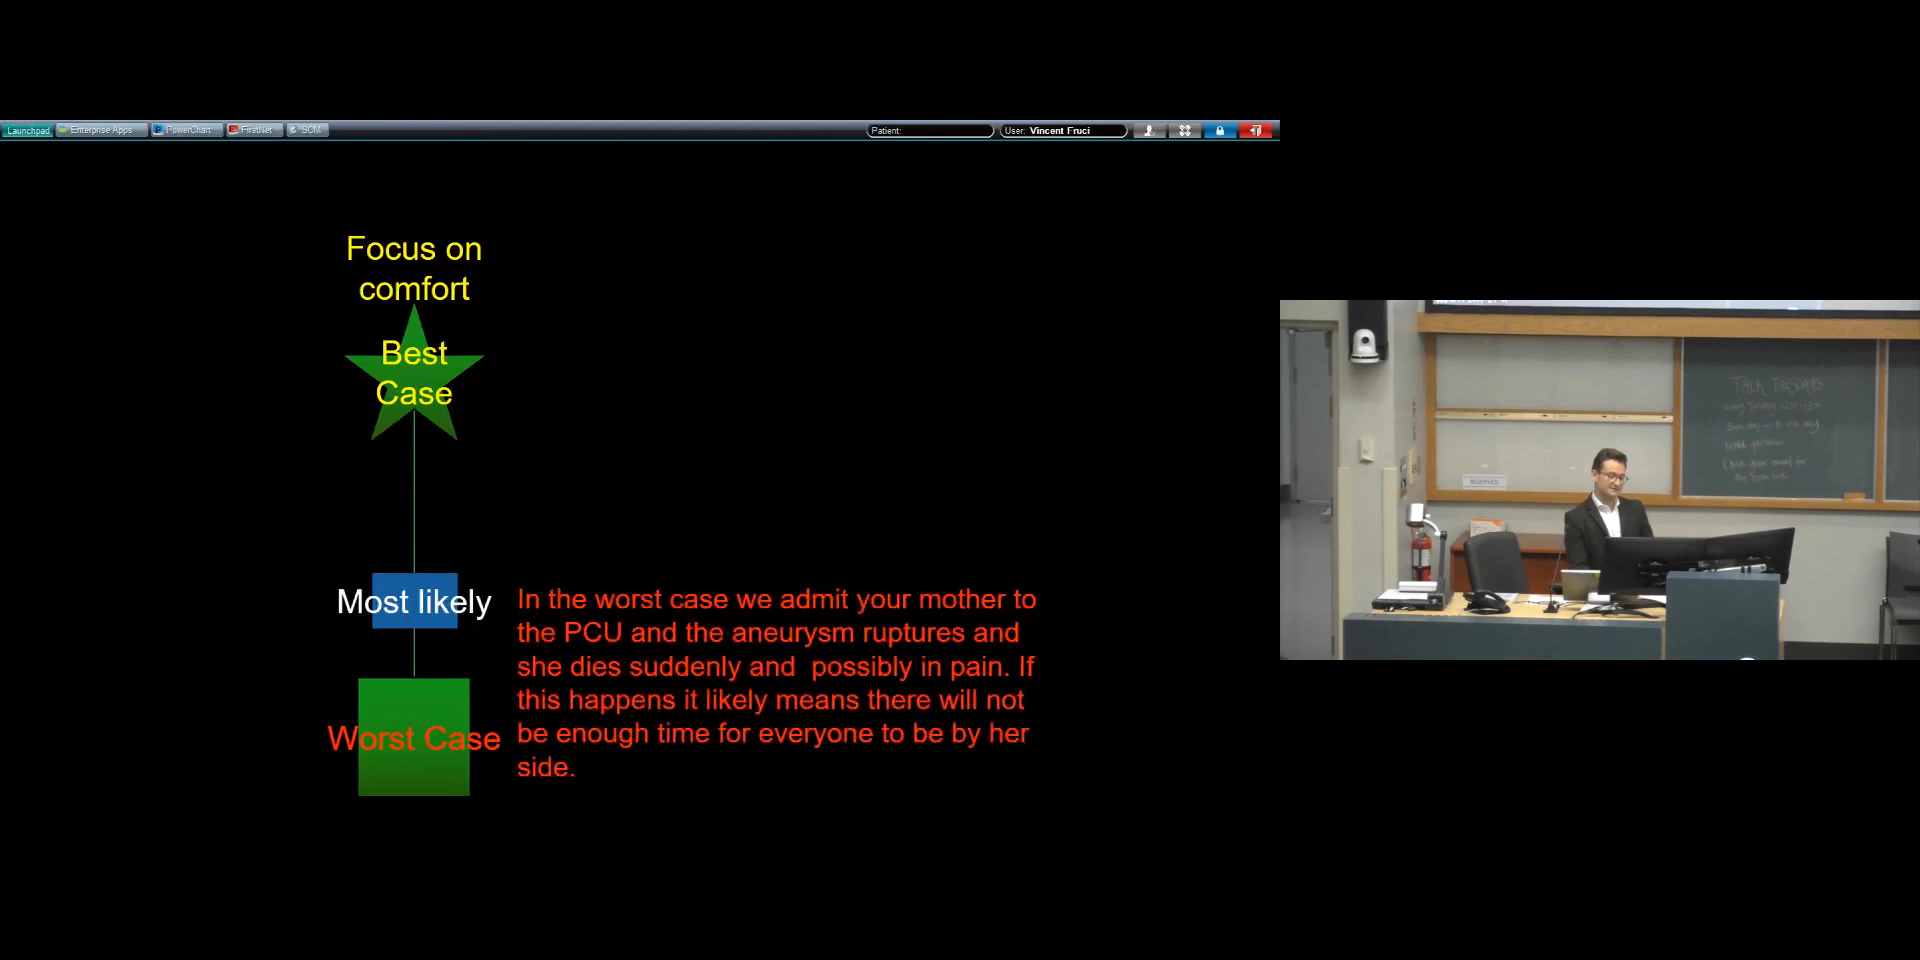 Launchpad
Enterprise Apps
PowerChart
FirstNet
SCM
Patient:
User: Vincent Fruci
Focus on
comfort
Best
Case
Most likely
Worst Case
In the worst case we admit your mother to
the PCU and the aneurysm ruptures and
she dies suddenly and  possibly in pain. If
this happens it likely means there will not
be enough time for everyone to be by her
side.
RESERVED
TALK TUESDAYS